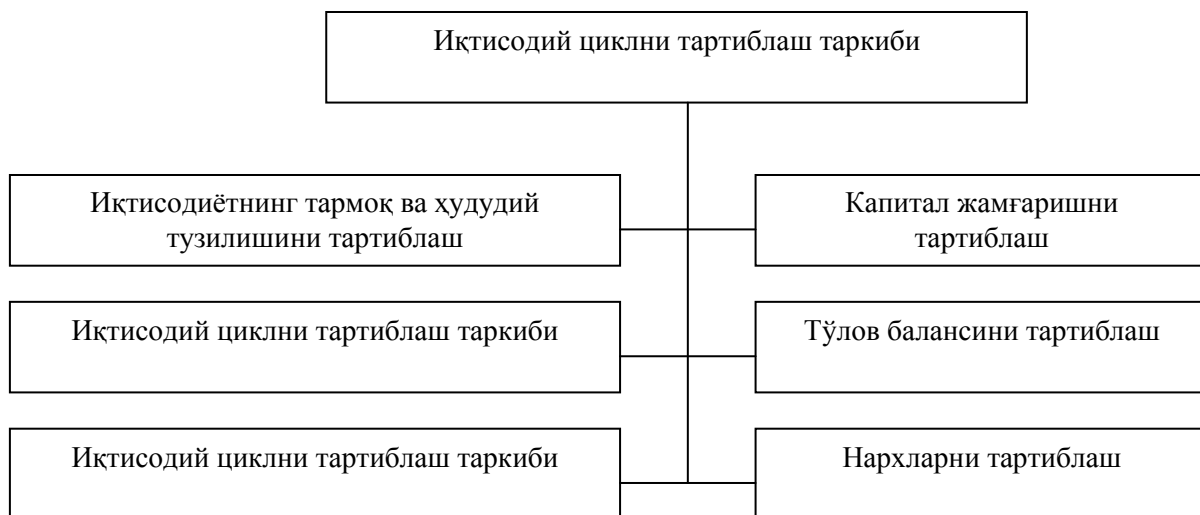 Иқтисодий циклни тартиблаш таркиби
Иқтисодиётнинг тармоқ ва ҳудудий
тузилишини тартиблаш
Капитал жамғаришни
тартиблаш
Иқтисодий циклни тартиблаш таркиби
Тўлов балансини тартиблаш
Иқтисодий циклни тартиблаш таркиби
Нархларни тартиблаш